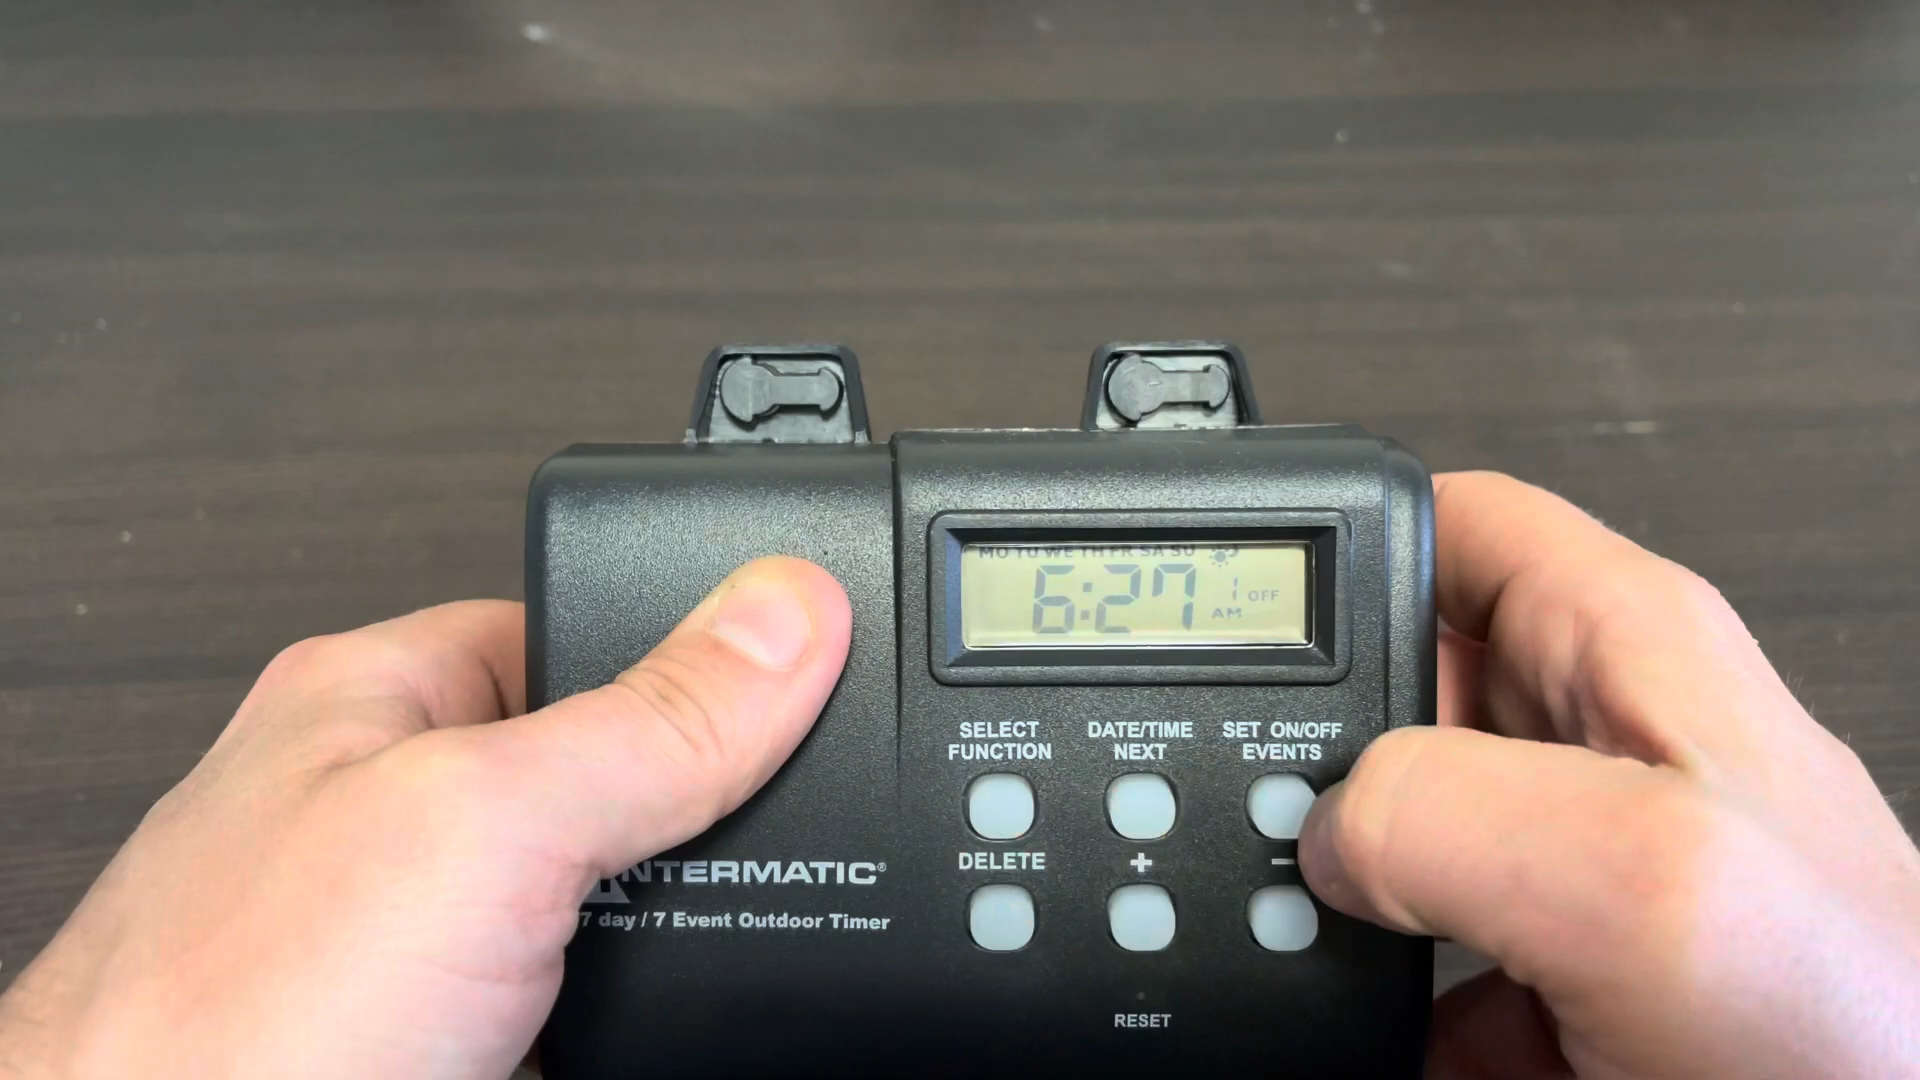 MO TU WE TH FR SA SU
6:27 1 OFF
AM
SELECT FUNCTION
DATE/TIME NEXT
SET ON/OFF EVENTS
DELETE
+
−
NTERMATIC®
7 day / 7 Event Outdoor Timer
RESET